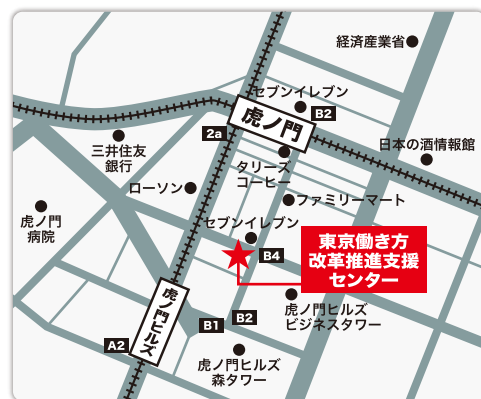 経済産業省
セブンイレブン
B2
虎ノ門
2a
日本の酒情報館
三井住友
銀行
タリーズ
コーヒー
ローソン
ファミリーマート
虎ノ門
病院
セブンイレブン
B4
東京働き方
改革推進支援
センター
虎ノ門ヒルズ
虎ノ門ヒルズ
ビジネスタワー
B1
B2
A2
虎ノ門ヒルズ
森タワー